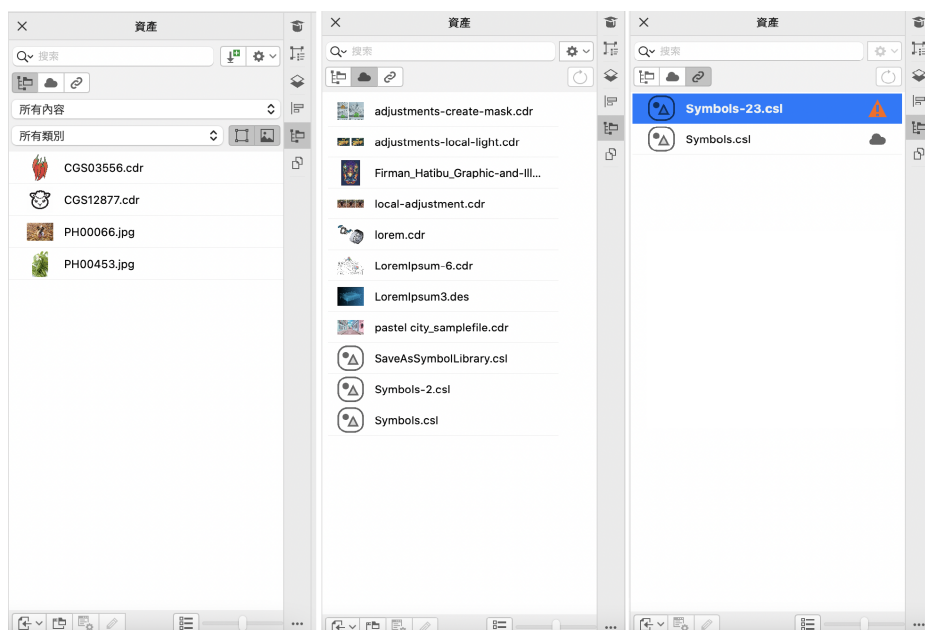 資產
搜索
所有內容
所有類別
CGS03556.cdr
CGS12877.cdr
PH00066.jpg
PH00453.jpg
資產
搜索
adjustments-create-mask.cdr
adjustments-local-light.cdr
Firman_Hatibu_Graphic-and-Ill...
local-adjustment.cdr
lorem.cdr
LoremIpsum-6.cdr
LoremIpsum3.des
pastel city_samplefile.cdr
SaveAsSymbolLibrary.csl
Symbols-2.csl
Symbols.csl
資產
搜索
Symbols-23.csl
Symbols.csl